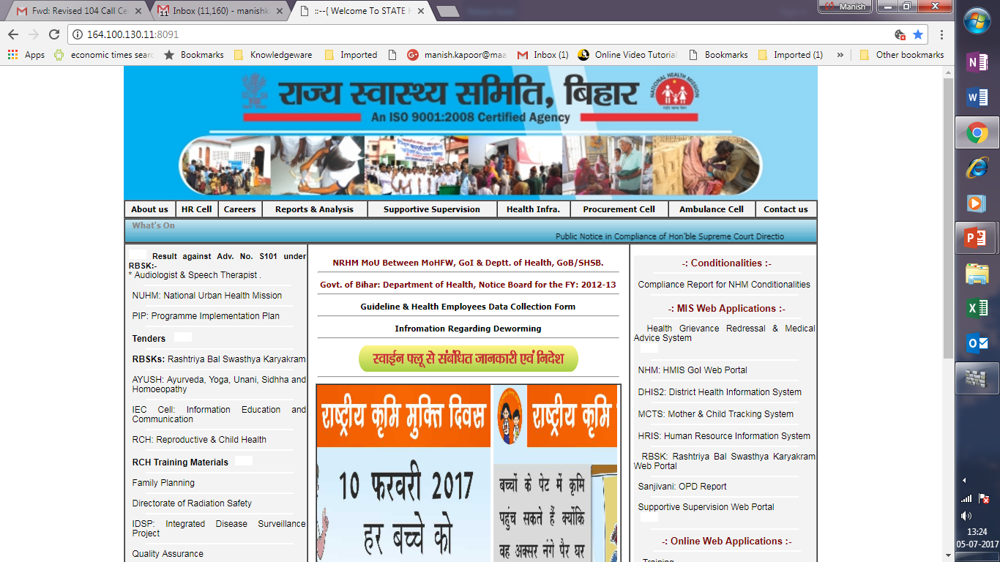 Fwd: Revised 104 Call Ce
Inbox (11,160) - manishk
::--{ Welcome To STATE H
Manish
164.100.130.11:8091
Apps
economic times searc
Bookmarks
Knowledgeware
Imported
manish.kapoor@maa
Inbox (1)
Online Video Tutorial
Bookmarks
Imported (1)
»
Other bookmarks
राज्य स्वास्थ्य समिति, बिहार
NATIONAL HEALTH MISSION
An ISO 9001:2008 Certified Agency
About us
HR Cell
Careers
Reports & Analysis
Supportive Supervision
Health Infra.
Procurement Cell
Ambulance Cell
Contact us
What's On
Public Notice in Compliance of Hon'ble Supreme Court Directio
Result against Adv. No. S101 under
RBSK:-
* Audiologist & Speech Therapist .
NUHM: National Urban Health Mission
PIP: Programme Implementation Plan
Tenders
RBSKs: Rashtriya Bal Swasthya Karyakram
AYUSH: Ayurveda, Yoga, Unani, Sidhha and
Homoeopathy
IEC Cell: Information Education and
Communication
RCH: Reproductive & Child Health
RCH Training Materials
Family Planning
Directorate of Radiation Safety
IDSP: Integrated Disease Surveillance
Project
Quality Assurance
NRHM MoU Between MoHFW, GoI & Deptt. of Health, GoB/SHSB.
Govt. of Bihar: Department of Health, Notice Board for the FY: 2012-13
Guideline & Health Employees Data Collection Form
Infromation Regarding Deworming
स्वाईन फ्लू से संबंधित जानकारी एवं निदेश
राष्ट्रीय कृमि मुक्ति दिवस
10 फरवरी 2017
हर बच्चे को
राष्ट्रीय कृमि
बच्चों के पेट में कृमि
पहुंच सकते हैं क्योंकि
वह अक्सर नंगे पैर घर
-: Conditionalities :-
Compliance Report for NHM Conditionalities
-: MIS Web Applications :-
Health Grievance Redressal & Medical
Advice System
NHM: HMIS GoI Web Portal
DHIS2: District Health Information System
MCTS: Mother & Child Tracking System
HRIS: Human Resource Information System
RBSK: Rashtriya Bal Swasthya Karyakram
Web Portal
Sanjivani: OPD Report
Supportive Supervision Web Portal
-: Online Web Applications :-
Training
13:24
05-07-2017